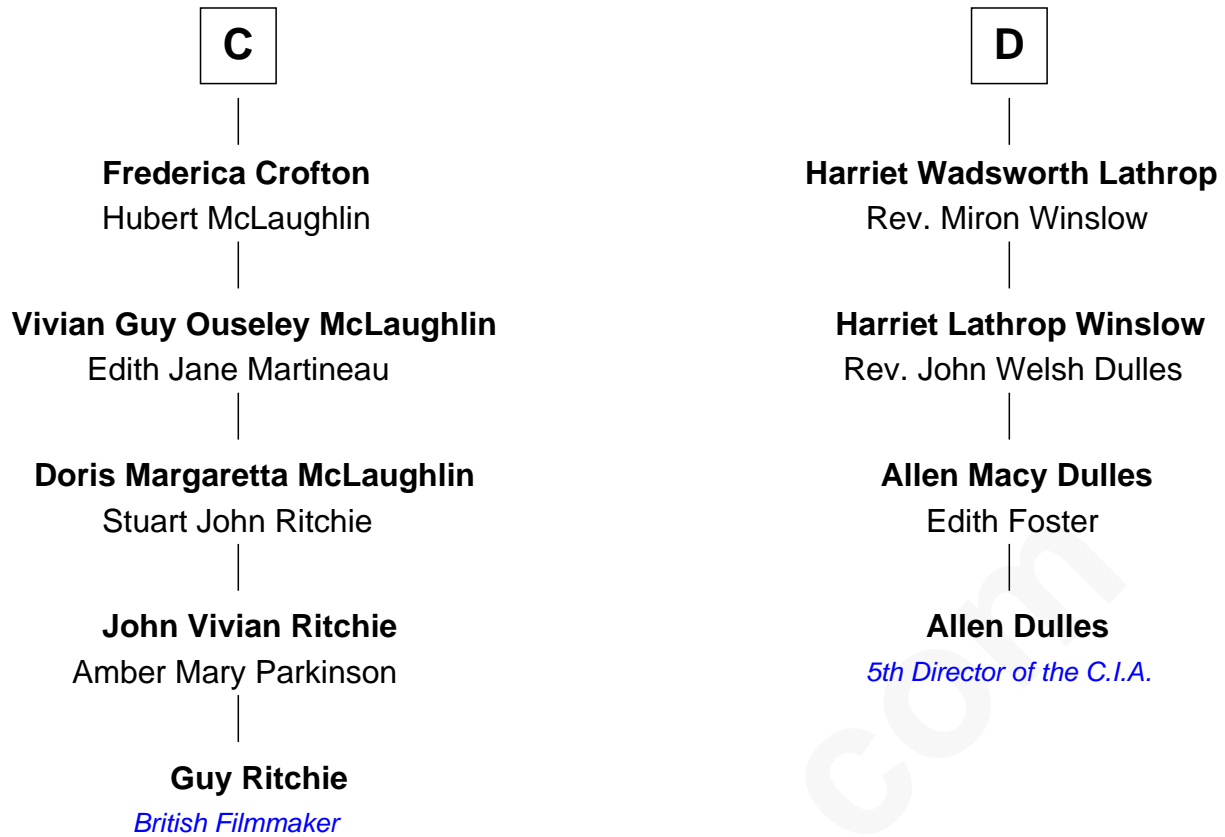 C
Frederica Crofton
Hubert McLaughlin
Vivian Guy Ouseley McLaughlin
Edith Jane Martineau
Doris Margaretta McLaughlin
Stuart John Ritchie
John Vivian Ritchie
Amber Mary Parkinson
Guy Ritchie
British Filmmaker
D
Harriet Wadsworth Lathrop
Rev. Miron Winslow
Harriet Lathrop Winslow
Rev. John Welsh Dulles
Allen Macy Dulles
Edith Foster
Allen Dulles
5th Director of the C.I.A.
com